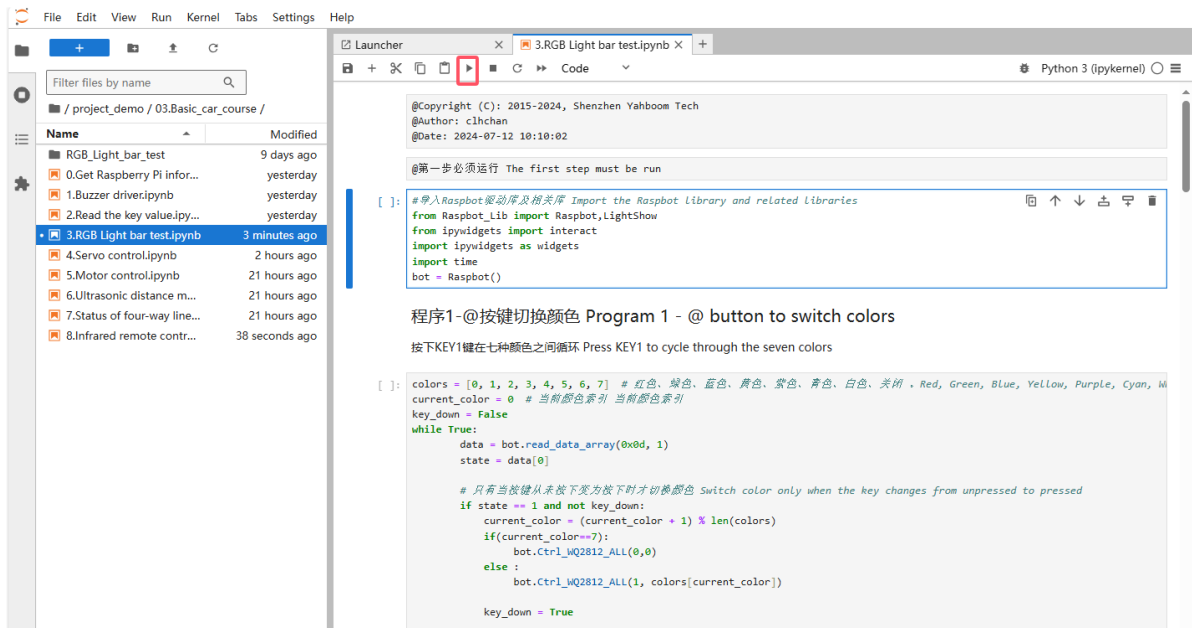 File Edit View Run Kernel Tabs Settings Help
Filter files by name
/ project_demo / 03.Basic_car_course /
Name Modified
RGB_Light_bar_test 9 days ago
0.Get Raspberry Pi infor... yesterday
1.Buzzer driver.ipynb yesterday
2.Read the key value.ipy... yesterday
3.RGB Light bar test.ipynb 3 minutes ago
4.Servo control.ipynb 2 hours ago
5.Motor control.ipynb 21 hours ago
6.Ultrasonic distance m... 21 hours ago
7.Status of four-way line... 21 hours ago
8.Infrared remote contr... 38 seconds ago
Launcher 3.RGB Light bar test.ipynb
Code Python 3 (ipykernel)
@Copyright (C): 2015-2024, Shenzhen Yahboom Tech
@Author: clhchan
@Date: 2024-07-12 10:10:02
@第一步必须运行 The first step must be run
[ ]: #导入Raspbot驱动库及相关库 Import the Raspbot library and related libraries
from Raspbot_Lib import Raspbot,LightShow
from ipywidgets import interact
import ipywidgets as widgets
import time
bot = Raspbot()
程序1-@按键切换颜色 Program 1 - @ button to switch colors
按下KEY1键在七种颜色之间循环 Press KEY1 to cycle through the seven colors
[ ]: colors = [0, 1, 2, 3, 4, 5, 6, 7] # 红色、绿色、蓝色、黄色、紫色、青色、白色、关闭 . Red, Green, Blue, Yellow, Purple, Cyan,
current_color = 0 # 当前颜色索引 当前颜色索引
key_down = False
while True:
data = bot.read_data_array(0x0d, 1)
state = data[0]
# 只有当按键从未按下变为按下时才切换颜色 Switch color only when the key changes from unpressed to pressed
if state == 1 and not key_down:
current_color = (current_color + 1) % len(colors)
if(current_color==7):
bot.Ctrl_WQ2812_ALL(0,0)
else :
bot.Ctrl_WQ2812_ALL(1, colors[current_color])
key_down = True